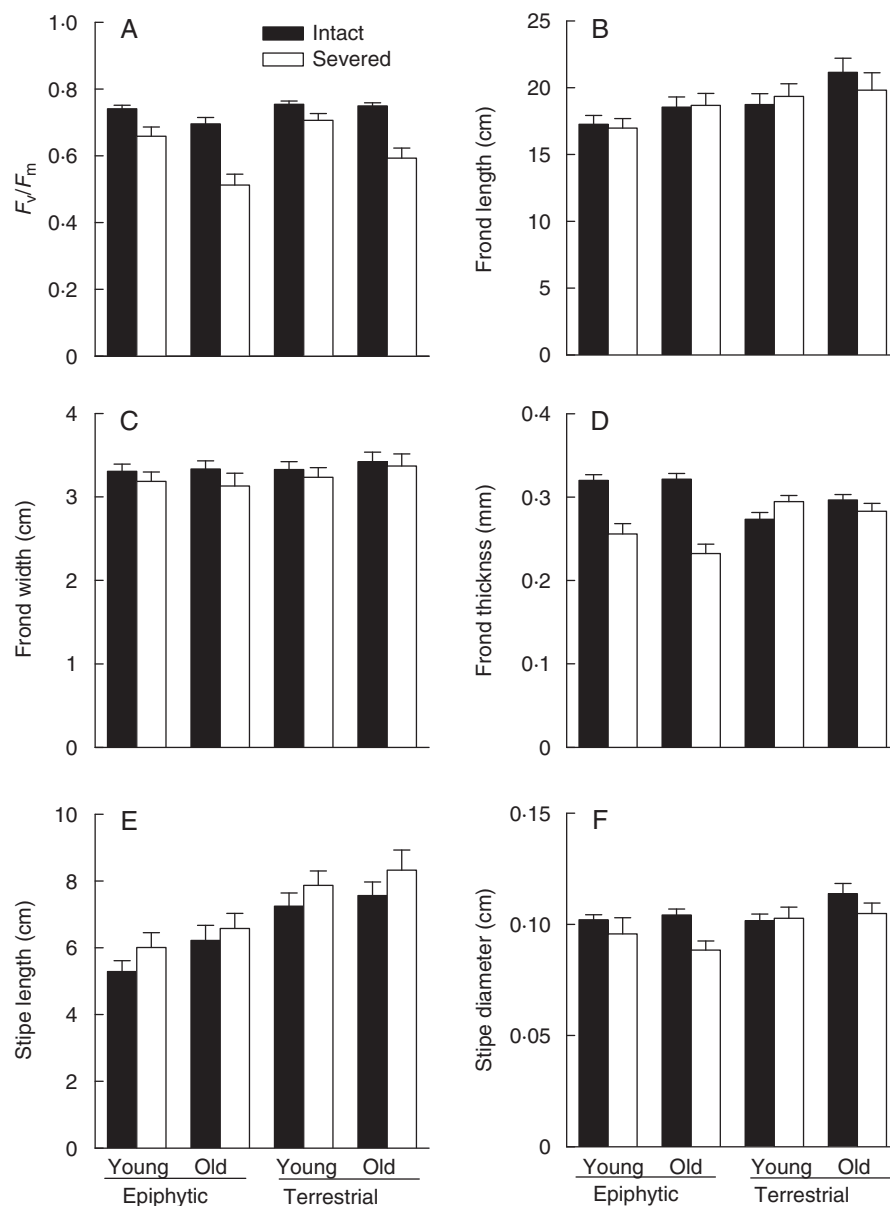 A
Intact
Severed
1·0
0·8
0·6
0·4
0·2
0
Fv/Fm
B
25
20
15
10
25
0
Frond length (cm)
C
4
3
2
1
0
Frond width (cm)
D
0·4
0·3
0·2
0·1
0
Frond thicknss (mm)
E
10
8
6
4
2
0
Stipe length (cm)
Young Old Young Old
Epiphytic Terrestrial
F
0·15
0·10
0·05
0
Stipe diameter (cm)
Young Old Young Old
Epiphytic Terrestrial